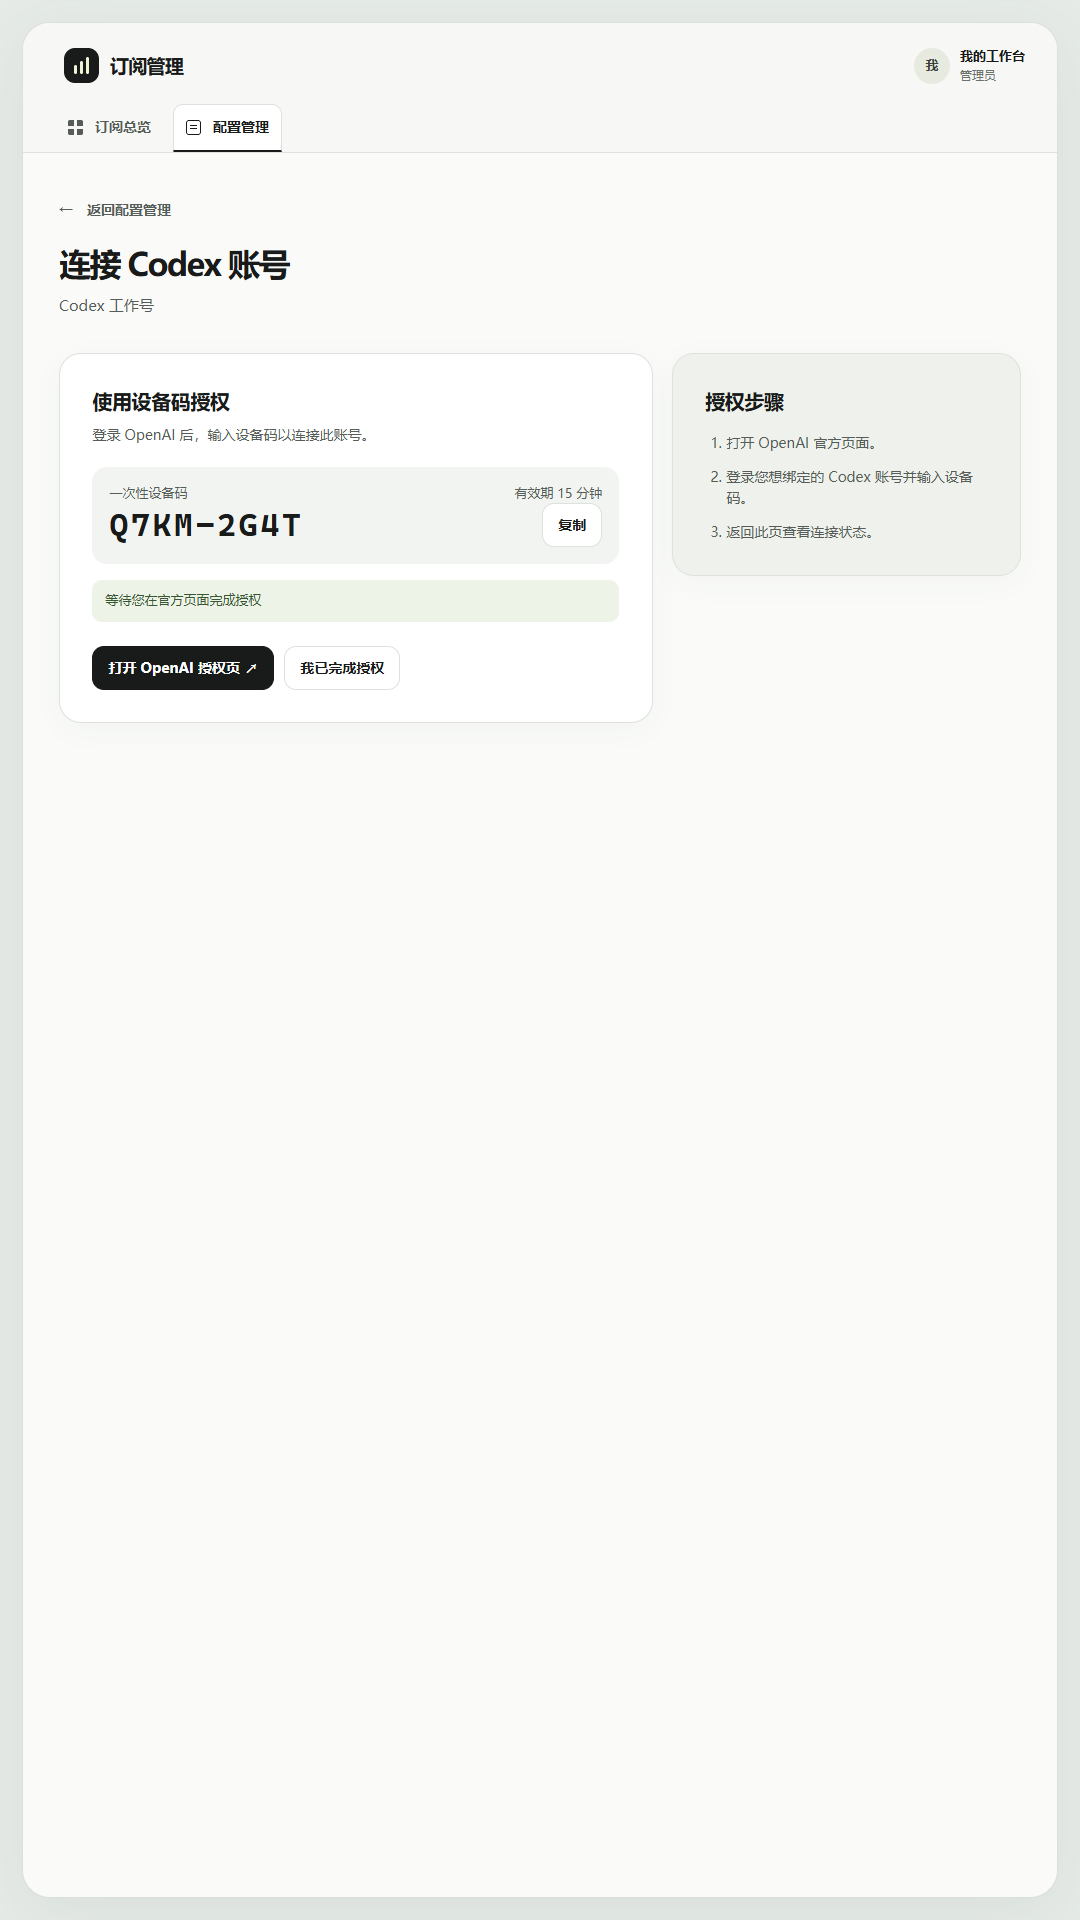 订阅管理
我
我的工作台
管理员
订阅总览
配置管理
← 返回配置管理
连接 Codex 账号
Codex 工作号
使用设备码授权
登录 OpenAI 后，输入设备码以连接此账号。
一次性设备码
有效期 15 分钟
Q7KM-2G4T
复制
等待您在官方页面完成授权
打开 OpenAI 授权页 ↗
我已完成授权
授权步骤
1. 打开 OpenAI 官方页面。
2. 登录您想绑定的 Codex 账号并输入设备
码。
3. 返回此页查看连接状态。